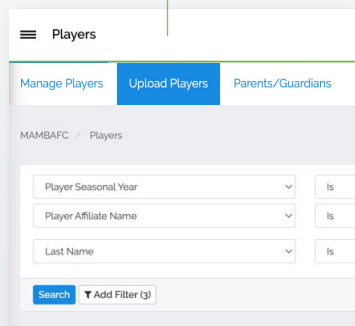 Players
Manage Players Upload Players Parents/Guardians
MAMBAFC / Players
Player Seasonal Year Is
Player Affiliate Name Is
Last Name Is
Search Add Filter (3)